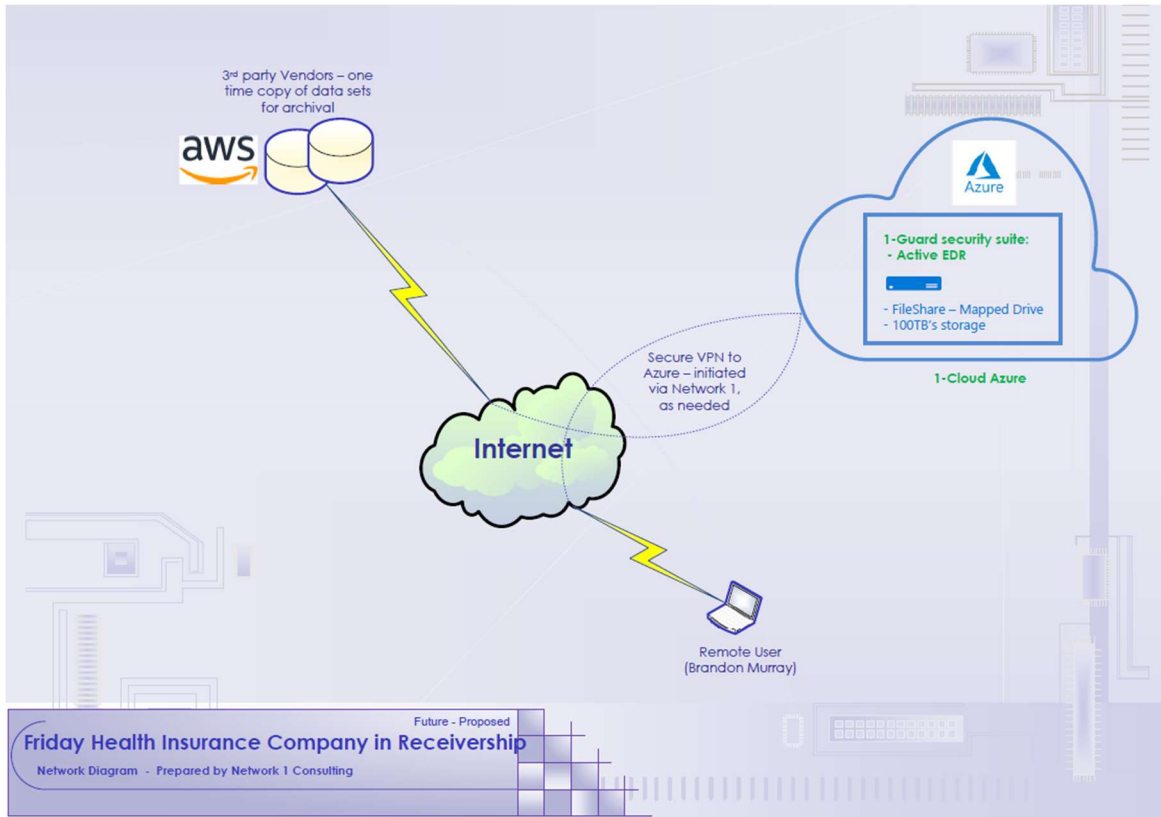 3rd party Vendors – one
time copy of data sets
for archival
aws
Azure
1-Guard security suite:
- Active EDR
- FileShare – Mapped Drive
- 100TB's storage
1-Cloud Azure
Secure VPN to
Azure – initiated
via Network 1,
as needed
Internet
Remote User
(Brandon Murray)
Future - Proposed
Friday Health Insurance Company in Receivership
Network Diagram - Prepared by Network 1 Consulting